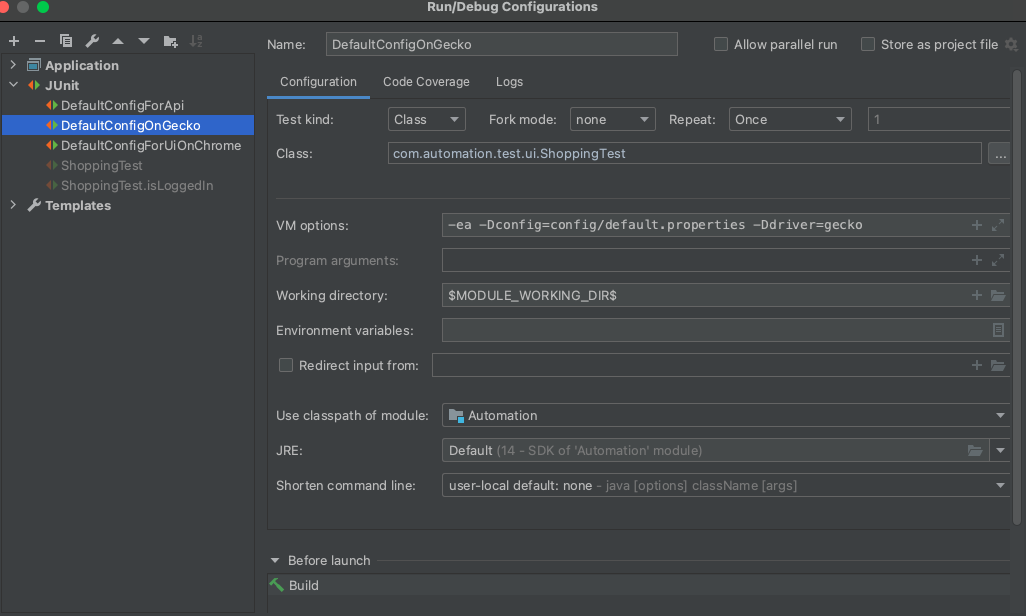 Run/Debug Configurations
Name: DefaultConfigOnGecko Allow parallel run Store as project file
Application
JUnit
DefaultConfigForApi
DefaultConfigOnGecko
DefaultConfigForUiOnChrome
ShoppingTest
ShoppingTest.isLoggedIn
Templates
Configuration Code Coverage Logs
Test kind: Class Fork mode: none Repeat: Once 1
Class: com.automation.test.ui.ShoppingTest ...
VM options: -ea -Dconfig=config/default.properties -Ddriver=gecko
Program arguments:
Working directory: $MODULE_WORKING_DIR$
Environment variables:
Redirect input from:
Use classpath of module: Automation
JRE: Default (14 - SDK of 'Automation' module)
Shorten command line: user-local default: none - java [options] className [args]
Before launch
Build